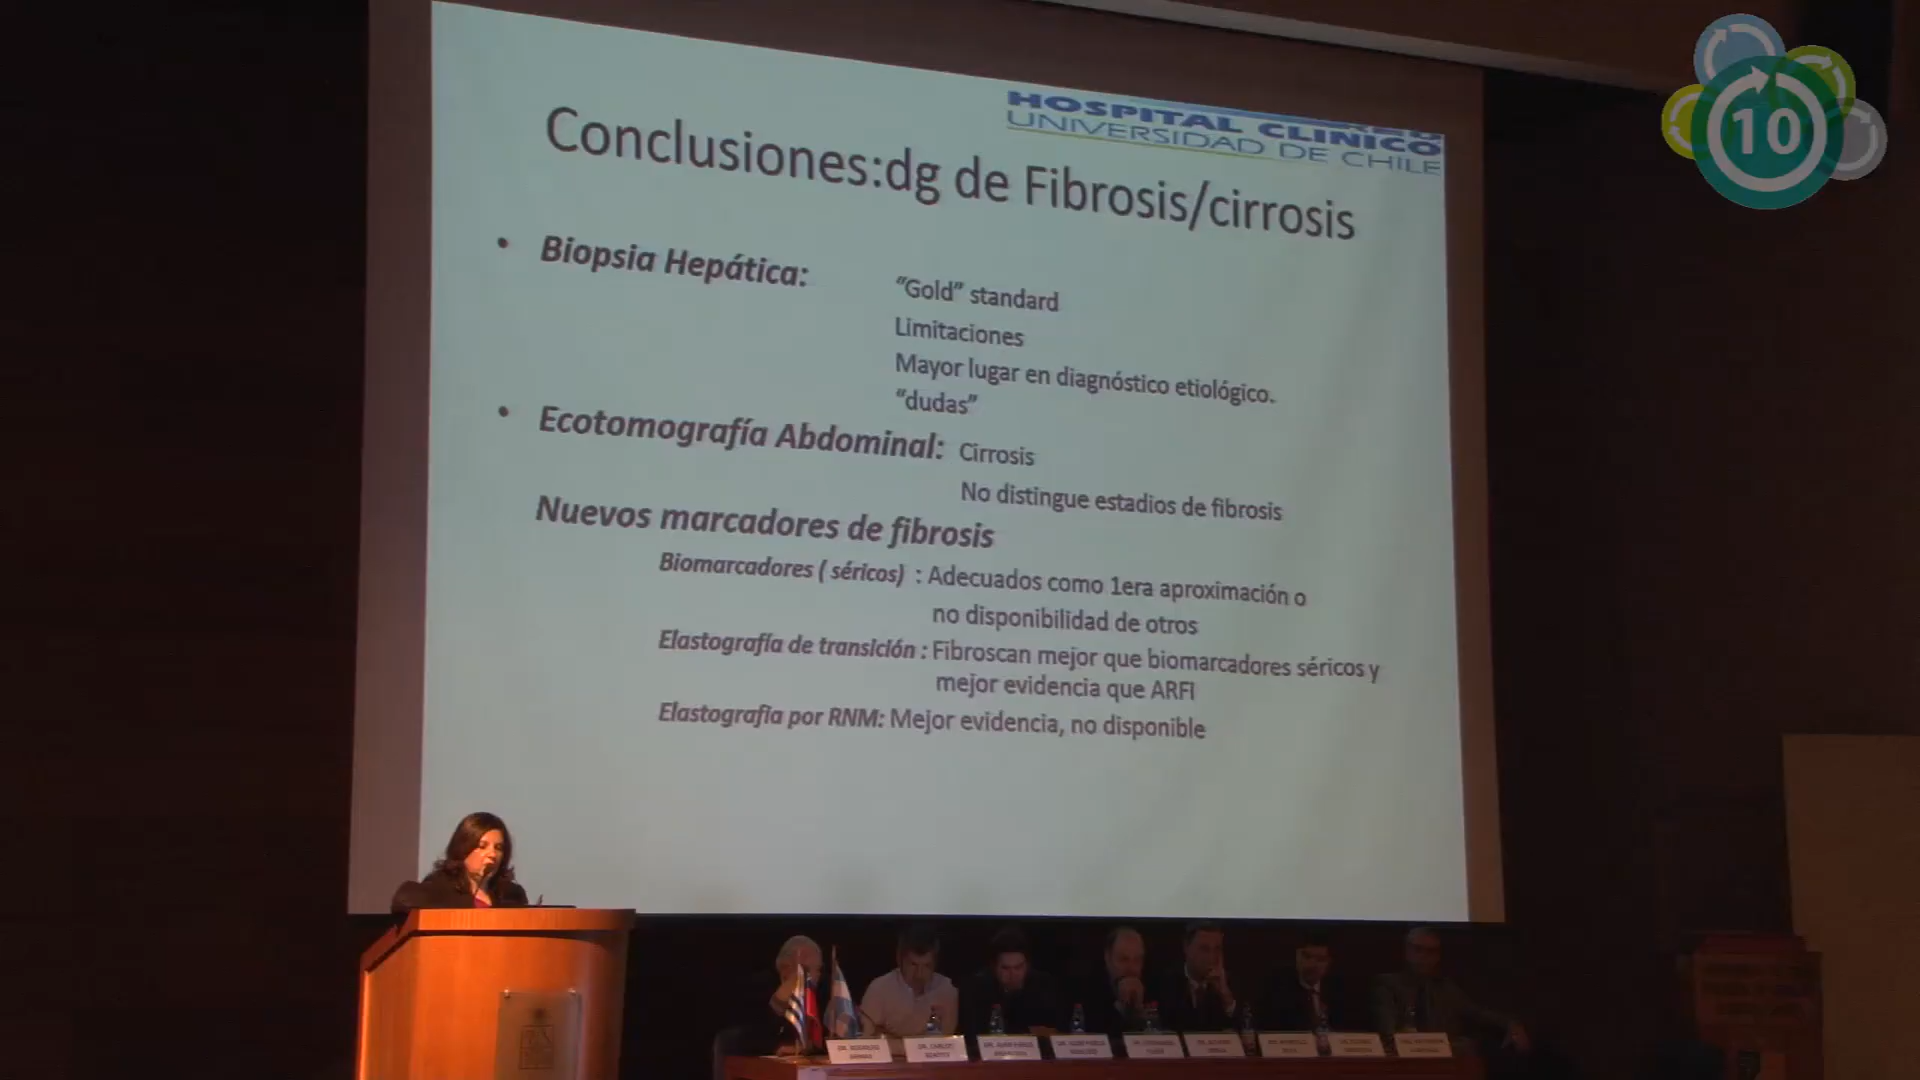 10
HOSPITAL CLINICO
UNIVERSIDAD DE CHILE
Conclusiones:dg de Fibrosis/cirrosis
• Biopsia Hepática:
“Gold” standard
Limitaciones
Mayor lugar en diagnóstico etiológico.
“dudas”
• Ecotomografía Abdominal: Cirrosis
No distingue estadios de fibrosis
Nuevos marcadores de fibrosis
Biomarcadores ( séricos) : Adecuados como 1era aproximación o
no disponibilidad de otros
Elastografía de transición : Fibroscan mejor que biomarcadores séricos y
mejor evidencia que ARFI
Elastografia por RNM: Mejor evidencia, no disponible